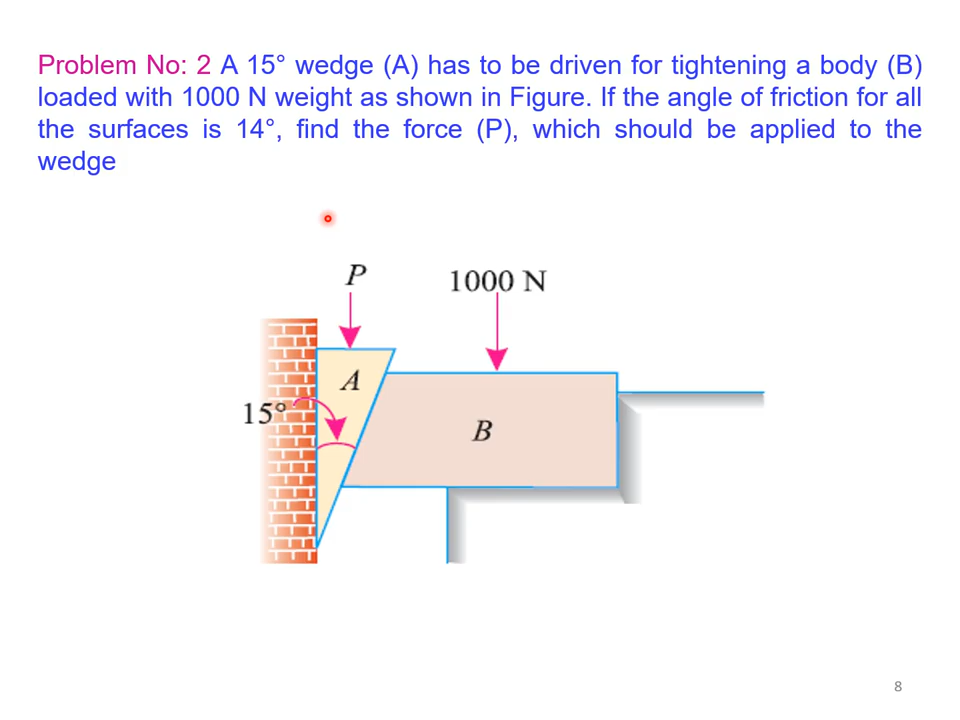 Problem No: 2 A 15° wedge (A) has to be driven for tightening a body (B)
loaded with 1000 N weight as shown in Figure. If the angle of friction for all
the surfaces is 14°, find the force (P), which should be applied to the
wedge
P
1000 N
A
15°
B
8